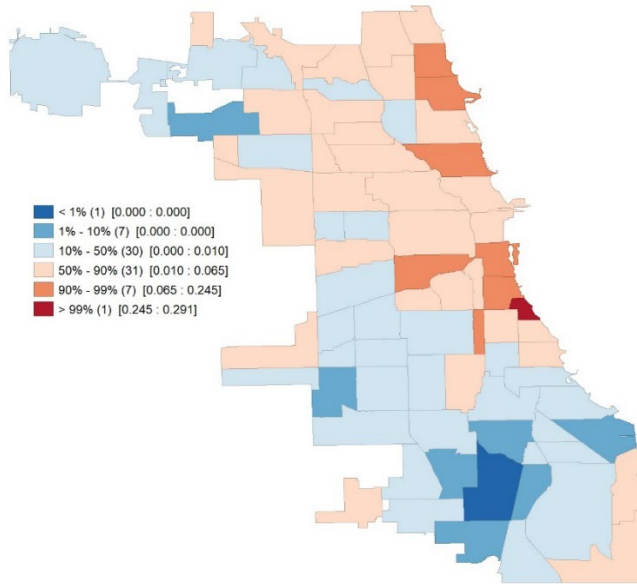 < 1% (1) [0.000 : 0.000]
1% - 10% (7) [0.000 : 0.000]
10% - 50% (30) [0.000 : 0.010]
50% - 90% (31) [0.010 : 0.065]
90% - 99% (7) [0.065 : 0.245]
> 99% (1) [0.245 : 0.291]